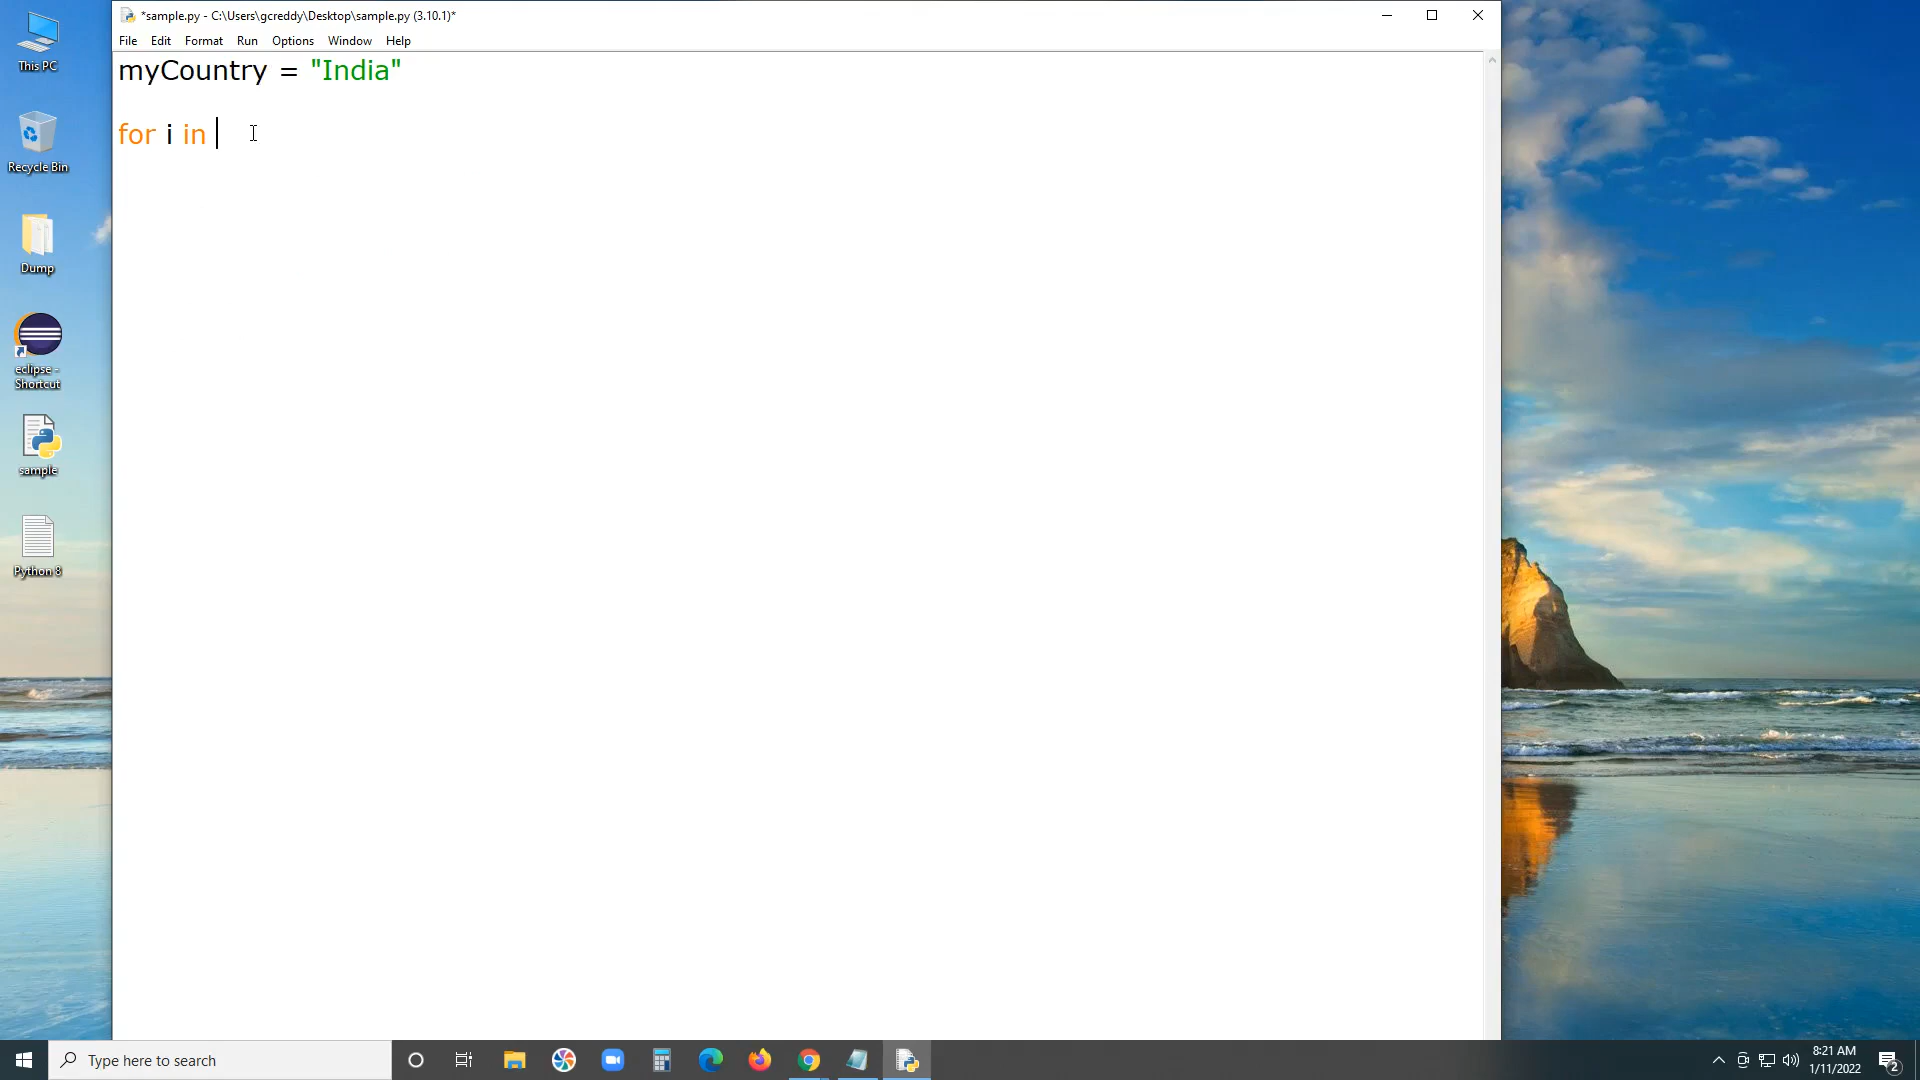 *sample.py - C:\Users\gcreddy\Desktop\sample.py (3.10.1)*
File Edit Format Run Options Window Help
myCountry = "India"
for i in
This PC
Recycle Bin
Dump
eclipse -
Shortcut
sample
Python 8
Type here to search
8:21 AM
1/11/2022
2